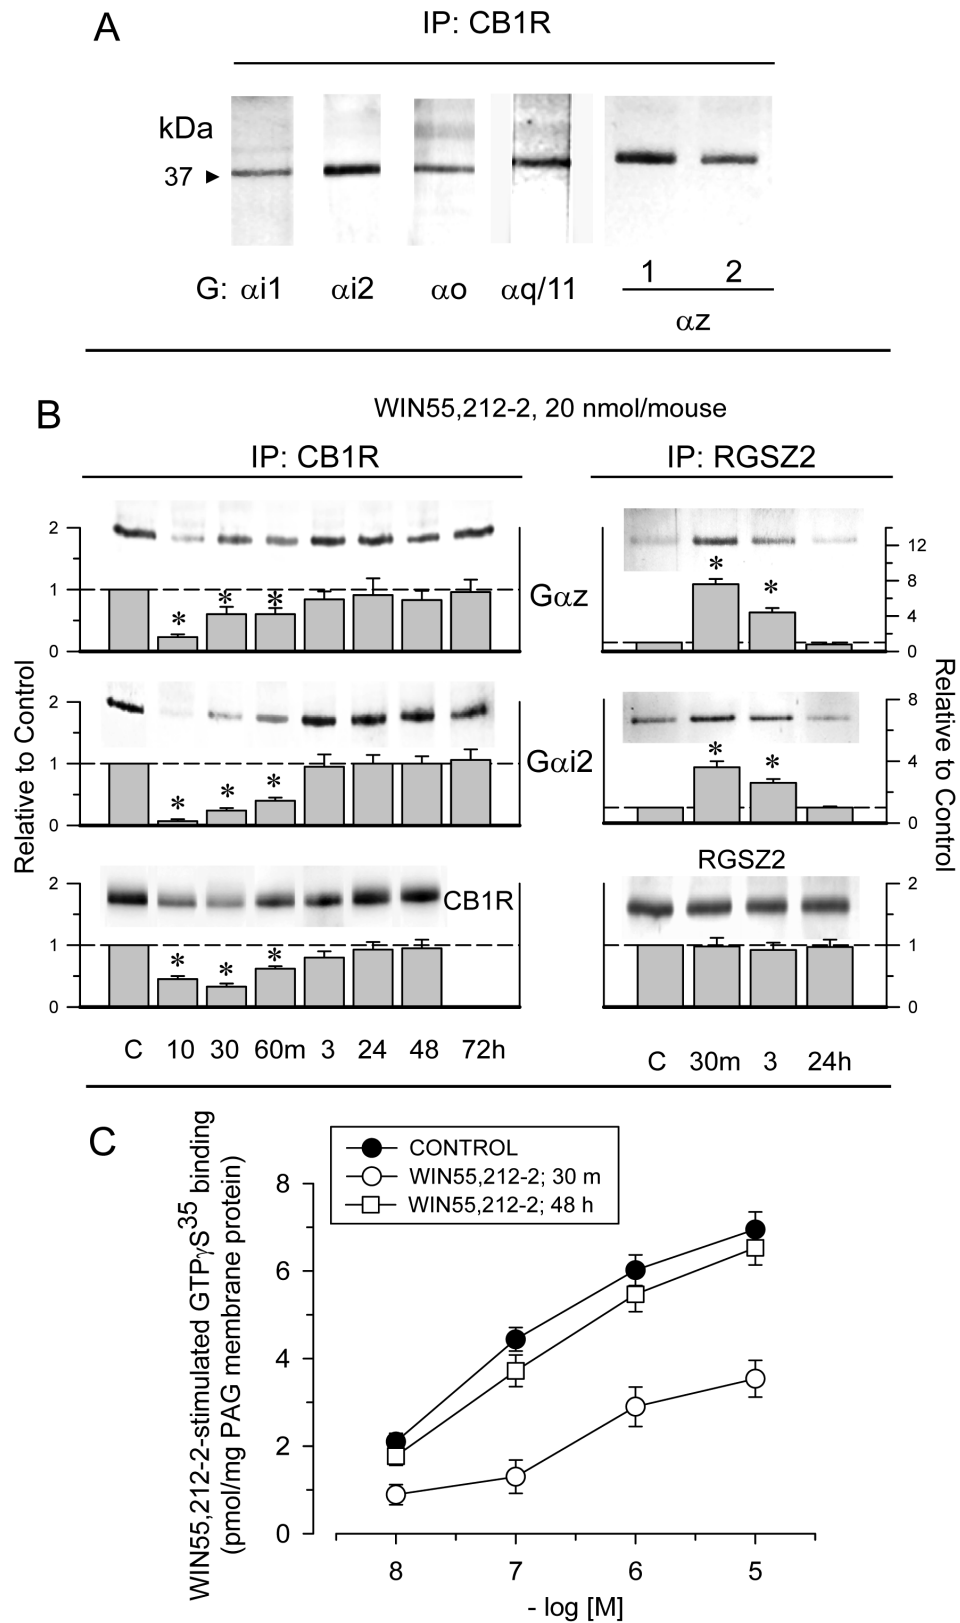 A
IP: CB1R
kDa
37 ►
G: αi1 αi2 αo αq/11 1 2
αz
B
WIN55,212-2, 20 nmol/mouse
IP: CB1R IP: RGSZ2
Relative to Control
2
1
0
* * *
Gαz
* *
12
8
4
0
2
1
0
* * *
Gαi2
* *
8
4
0
2
1
0
CB1R
* * *
RGSZ2
2
1
0
Relative to Control
C 10 30 60m 3 24 48 72h
C 30m 3 24h
C
WIN55,212-2-stimulated GTPγS35 binding
(pmol/mg PAG membrane protein)
CONTROL
WIN55,212-2; 30 m
WIN55,212-2; 48 h
8
6
4
2
0
8 7 6 5
- log [M]